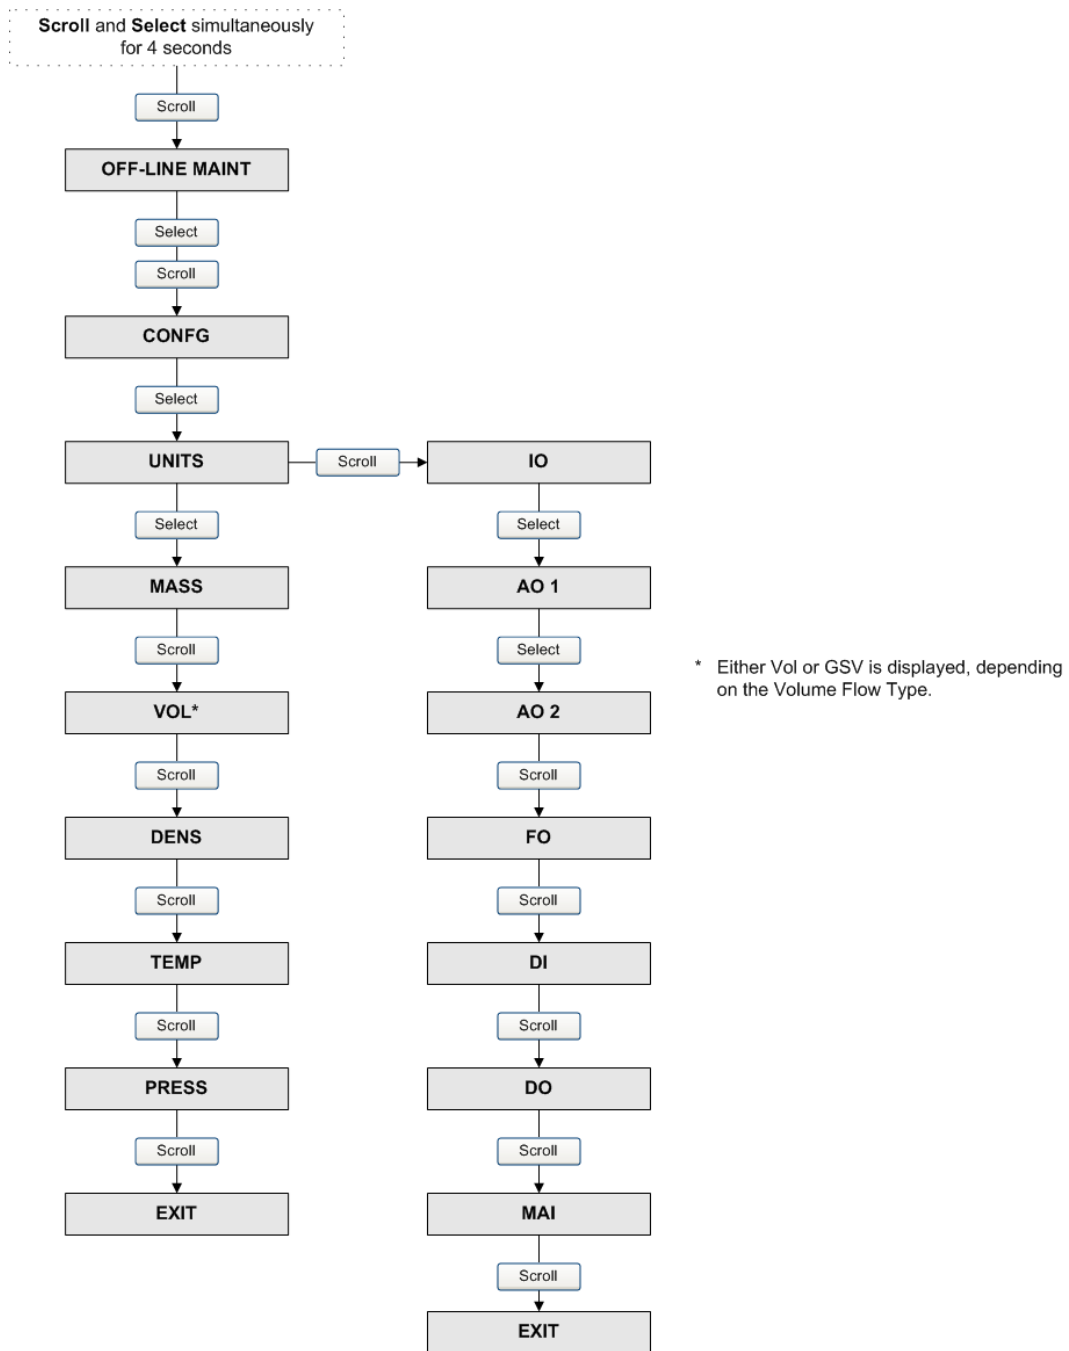 Scroll and Select simultaneously
for 4 seconds
Scroll
OFF-LINE MAINT
Select
Scroll
CONFG
Select
UNITS
Scroll
IO
Select
Select
MASS
AO 1
Scroll
Select
VOL*
AO 2
* Either Vol or GSV is displayed, depending
on the Volume Flow Type.
Scroll
Scroll
DENS
FO
Scroll
Scroll
TEMP
DI
Scroll
Scroll
PRESS
DO
Scroll
Scroll
EXIT
MAI
Scroll
EXIT